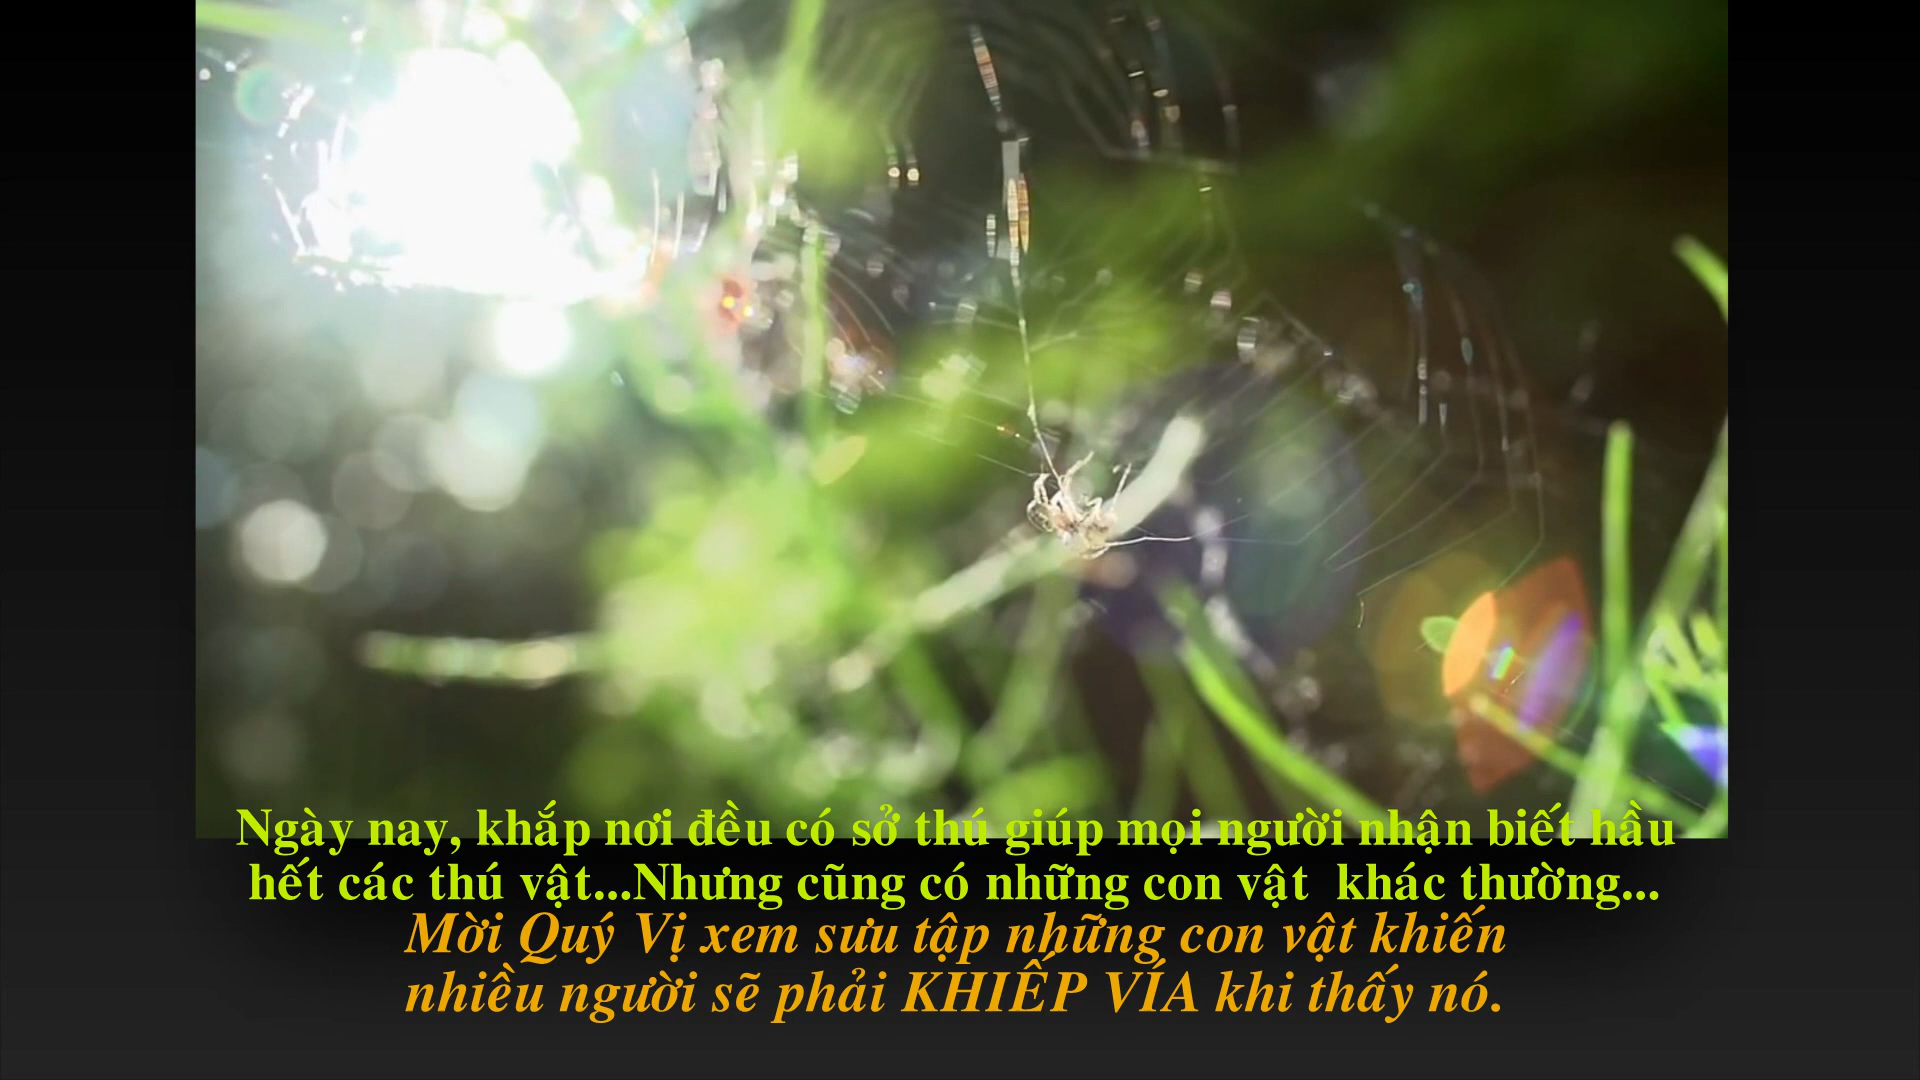 Ngày nay, khắp nơi đều có sở thú giúp mọi người nhận biết hầu
hết các thú vật...Nhưng cũng có những con vật  khác thường...
Mời Quý Vị xem sưu tập những con vật khiến
nhiều người sẽ phải KHIẾP VÍA khi thấy nó.